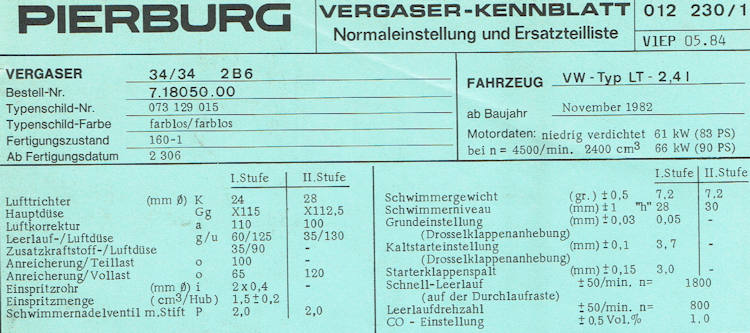 PIERBURG
VERGASER-KENNBLATT
Normaleinstellung und Ersatzteilliste
012 230/1
V1EP 05.84
VERGASER 34/34 2B6
Bestell-Nr. 7.18050.00
Typenschild-Nr. 073 129 015
Typenschild-Farbe farblos/farblos
Fertigungszustand 160-1
Ab Fertigungsdatum 2 306
FAHRZEUG VW-Typ LT-2,4l
ab Baujahr November 1982
Motordaten: niedrig verdichtet 61 kW (83 PS)
bei n = 4500/min. 2400 cm³ 66 kW (90 PS)
I.Stufe II.Stufe
Lufttrichter (mm Ø) K 24 28
Hauptdüse Gg X115 X112,5
Luftkorrektur a 110 100
Leerlauf-/Luftdüse g/u 60/125 35/130
Zusatzkraftstoff-/Luftdüse 35/90 -
Anreicherung/Teillast o 100 -
Anreicherung/Vollast o 65 120
Einspritzrohr (mm Ø) i 2x0,4 -
Einspritzmenge (cm³/Hub) 1,5±0,2 -
Schwimmernadelventil m.Stift P 2,0 2,0
I.Stufe II.Stufe
Schwimmergewicht (gr.) ±0,5 7,2 7,2
Schwimmerniveau (mm) ±1 "h" 28 30
Grundeinstellung (mm) ±0,03 0,05 -
(Drosselklappenanhebung)
Kaltstarteinstellung (mm) ±0,1 3,7 -
(Drosselklappenanhebung)
Starterklappenspalt (mm) ±0,15 3,0 -
Schnell-Leerlauf ±50/min. n= 1800
(auf der Durchlaufraste)
Leerlaufdrehzahl ±50/min. n= 800
CO - Einstellung ±0,5 Vol.% 1,0